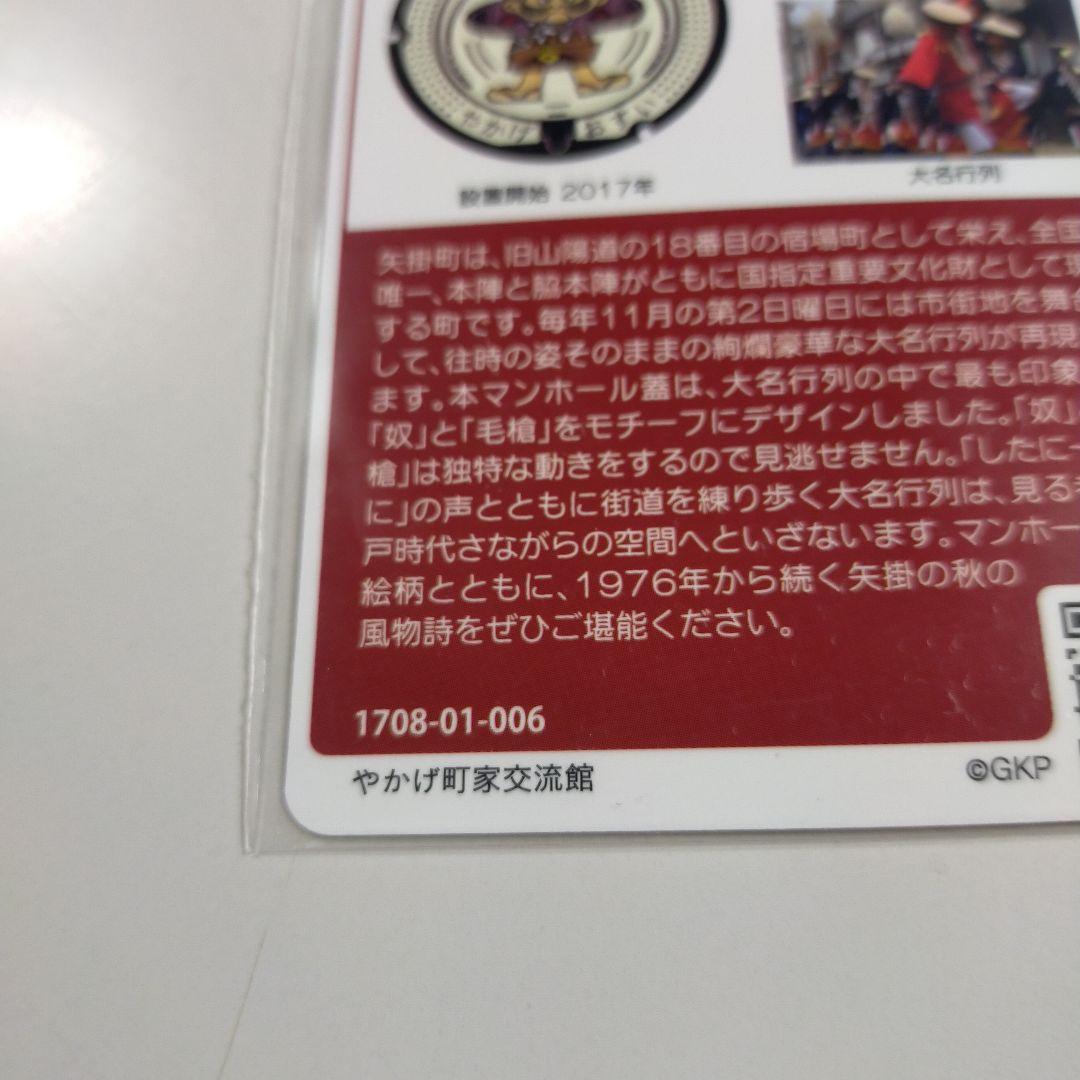 やかげ おすい
設置開始 2017年
大名行列
矢掛町は、旧山陽道の18番目の宿場町として栄え、全国
唯一、本陣と脇本陣がともに国指定重要文化財として現
する町です。毎年11月の第2日曜日には市街地を舞台
して、往時の姿そのままの絢爛豪華な大名行列が再現
ます。本マンホール蓋は、大名行列の中で最も印象
「奴」と「毛槍」をモチーフにデザインしました。「奴」
槍」は独特な動きをするので見逃せません。「したにー
に」の声とともに街道を練り歩く大名行列は、見る者
戸時代さながらの空間へといざないます。マンホー
絵柄とともに、1976年から続く矢掛の秋の
風物詩をぜひご堪能ください。
1708-01-006
やかげ町家交流館
©GKP